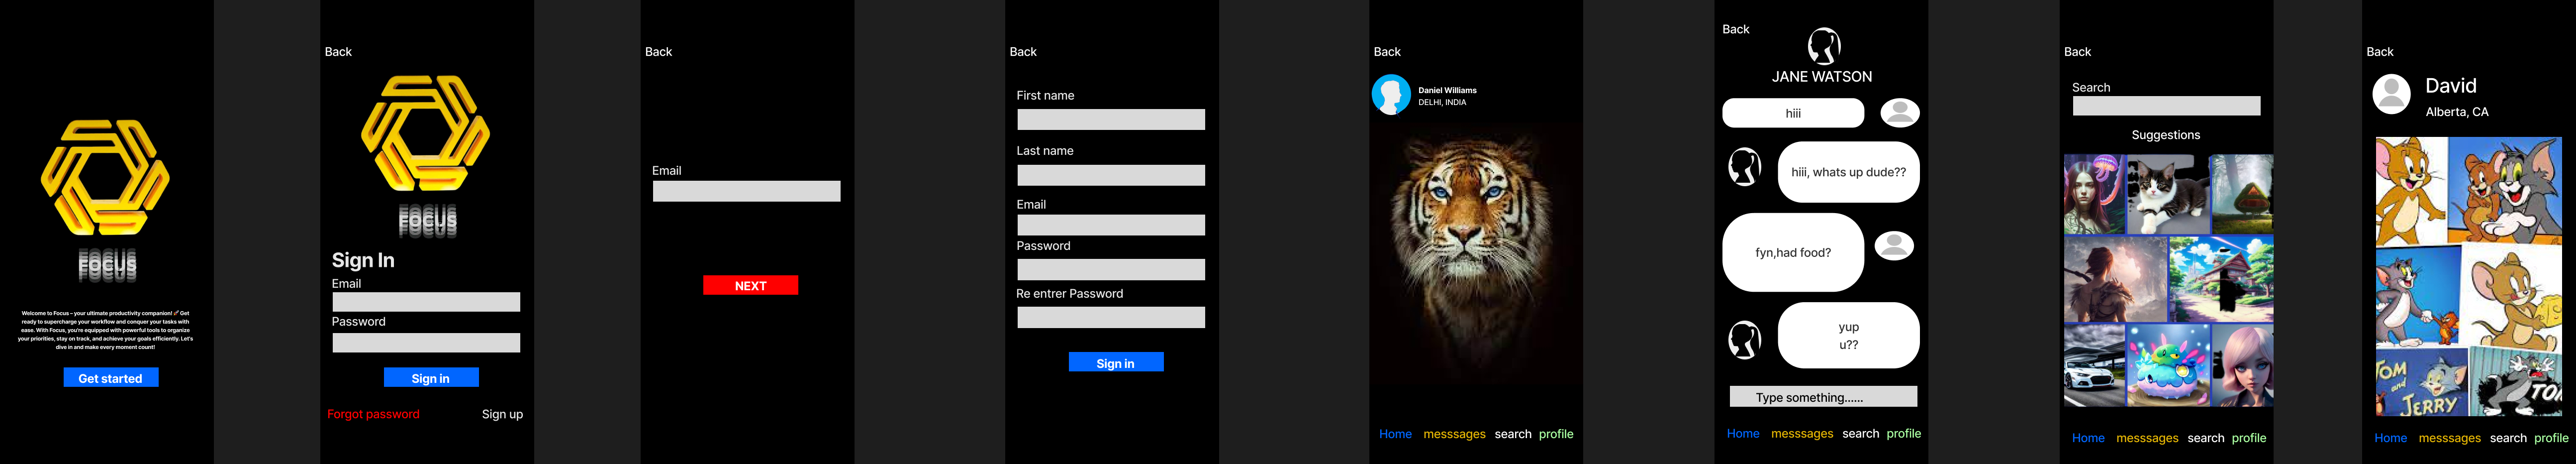 FOCUS
Welcome to Focus – your ultimate productivity companion! 🚀 Get
ready to supercharge your workflow and conquer your tasks with
ease. With Focus, you're equipped with powerful tools to organize
your priorities, stay on track, and achieve your goals efficiently. Let's
dive in and make every moment count!
Get started
Back
FOCUS
Sign In
Email
Password
Sign in
Forgot password
Sign up
Back
Email
NEXT
Back
First name
Last name
Email
Password
Re entrer Password
Sign in
Back
Daniel Williams
DELHI, INDIA
Home messsages search profile
Back
JANE WATSON
hiii
hiii, whats up dude??
fyn,had food?
yup
u??
Type something......
Home messsages search profile
Back
Search
Suggestions
Home messsages search profile
Back
David
Alberta, CA
TOM
and
JERRY
TO
Home messsages search profile